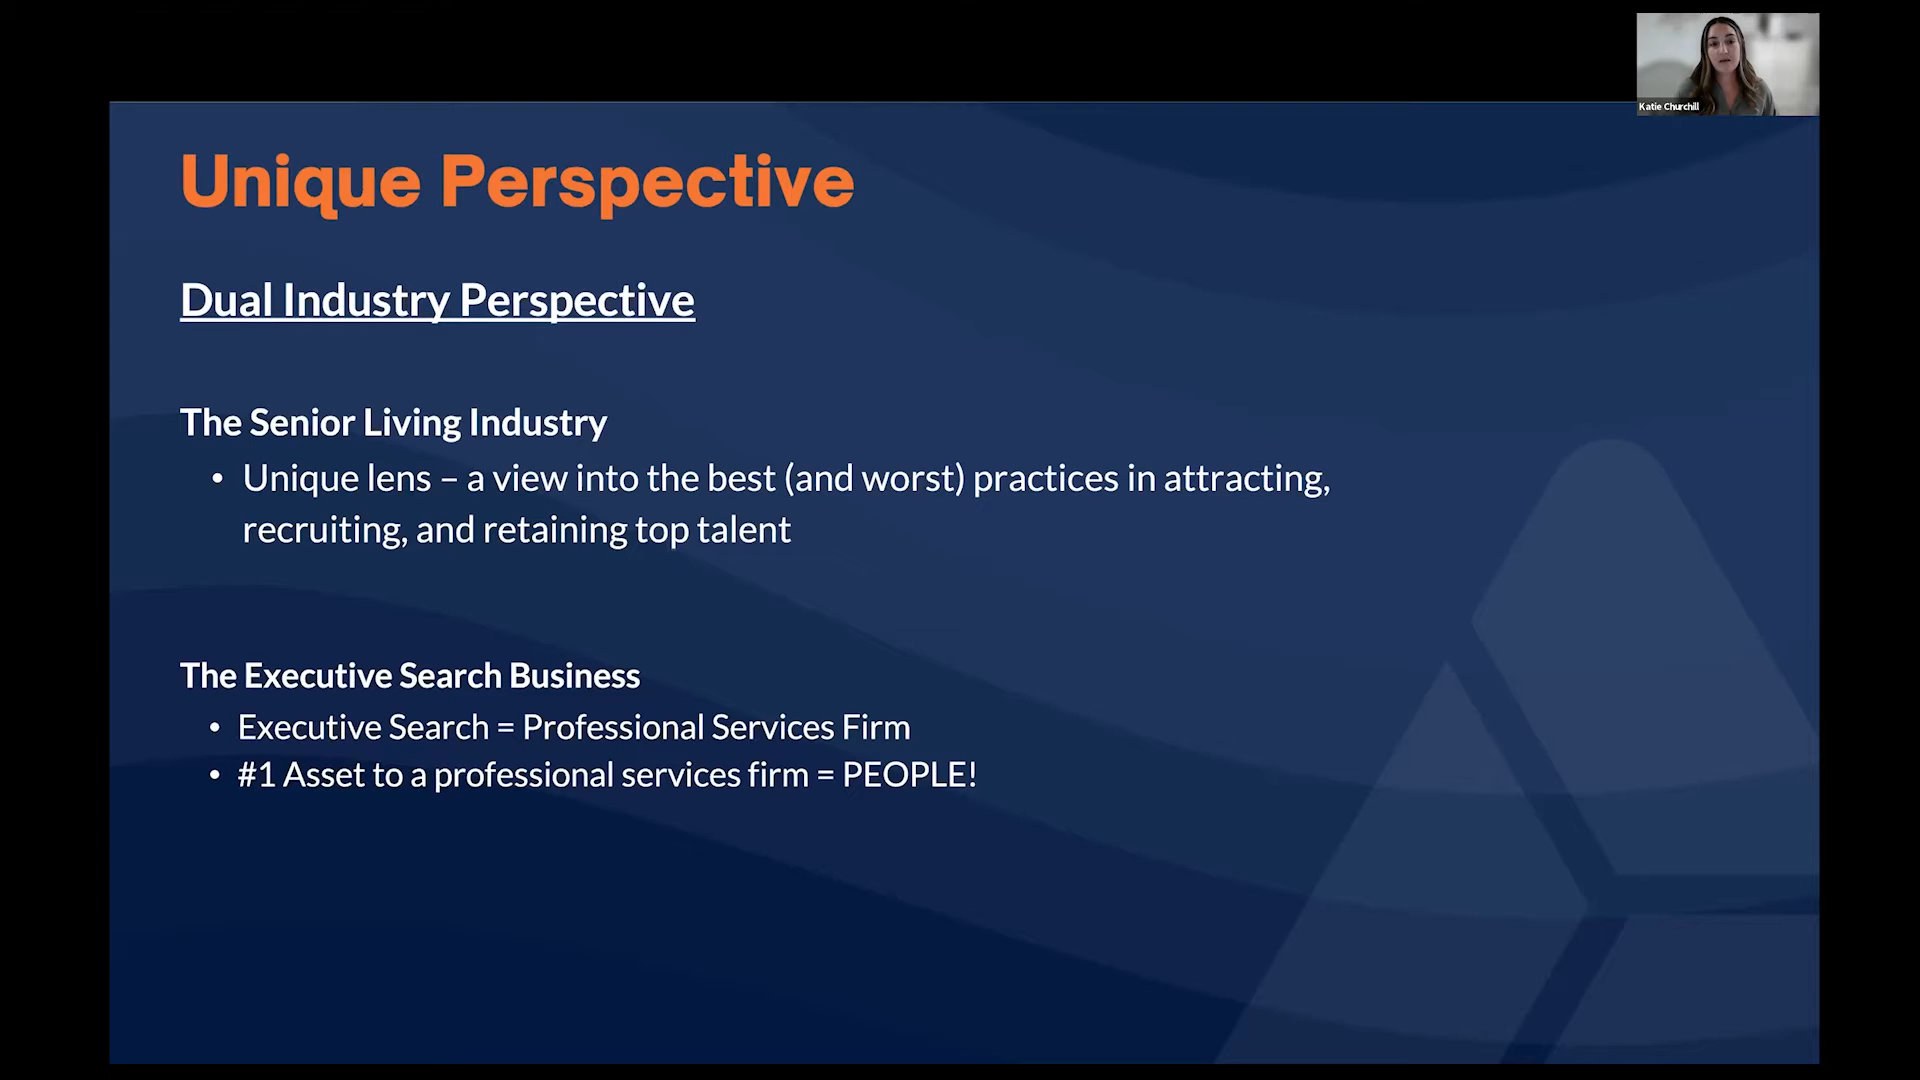 Katie Churchill
Unique Perspective
Dual Industry Perspective
The Senior Living Industry
• Unique lens – a view into the best (and worst) practices in attracting,
recruiting, and retaining top talent
The Executive Search Business
• Executive Search = Professional Services Firm
• #1 Asset to a professional services firm = PEOPLE!